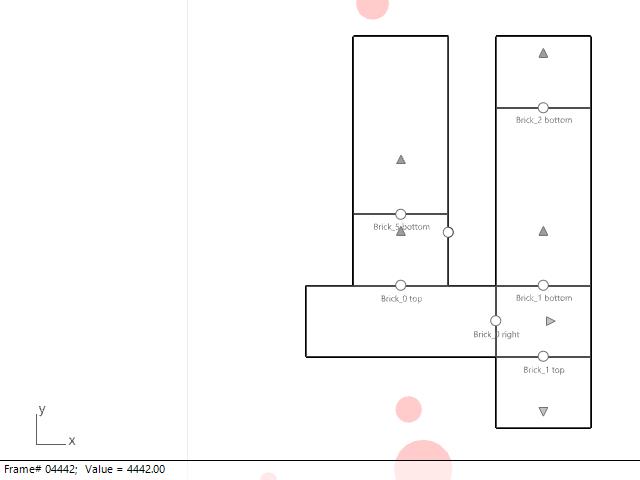 Brick_2 bottom
Brick_5 bottom
Brick_0 top
Brick_1 bottom
Brick_0 right
Brick_1 top
y
x
Frame# 04442; Value = 4442.00